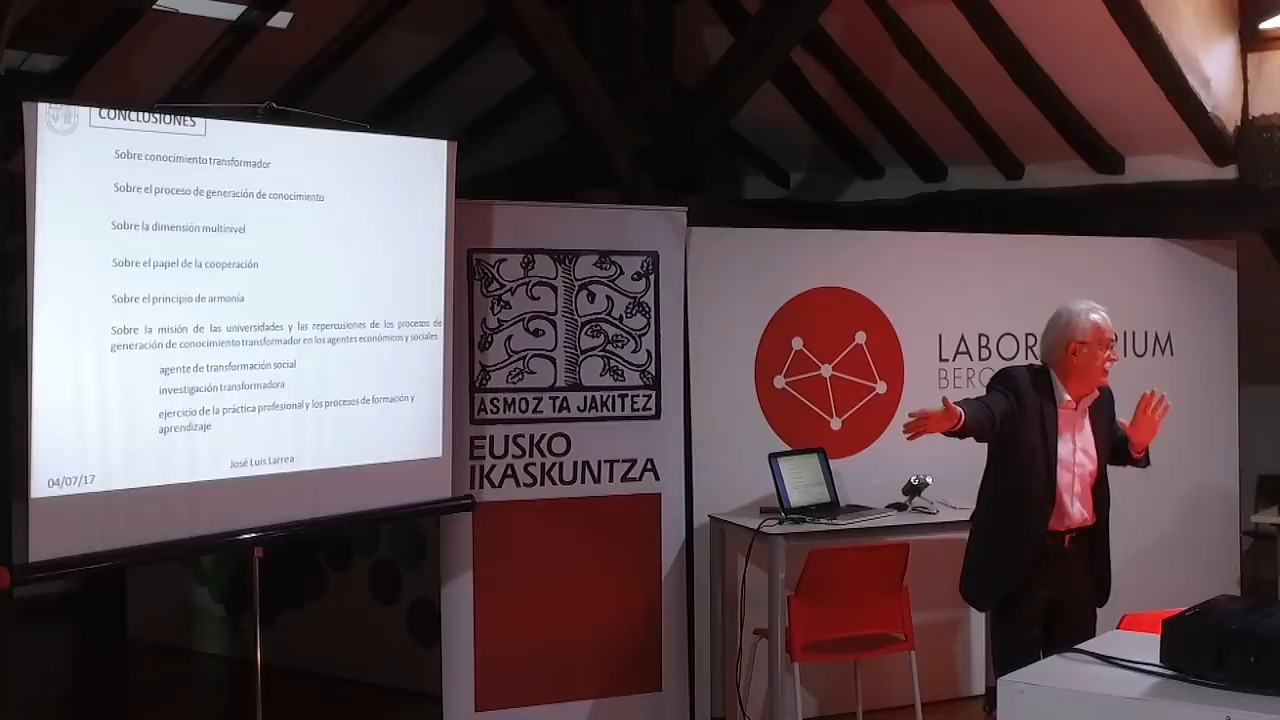 CONCLUSIONES
Sobre conocimiento transformador
Sobre el proceso de generación de conocimiento
Sobre la dimensión multinivel
Sobre el papel de la cooperación
Sobre el principio de armonía
Sobre la misión de las universidades y las repercusiones de los procesos de
generación de conocimiento transformador en los agentes económicos y sociales
agente de transformación social
investigación transformadora
ejercicio de la práctica profesional y los procesos de formación y
aprendizaje
José Luis Larrea
04/07/17
ASMOZ TA JAKITEZ
EUSKO
IKASKUNTZA
LABOR IUM
BERG